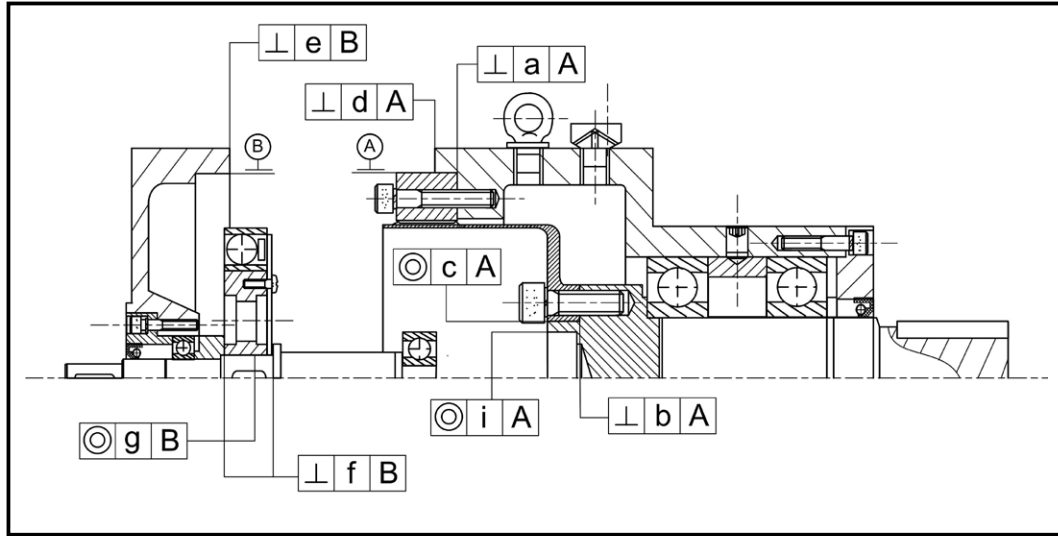 ⊥ e B
⊥ a A
⊥ d A
B
A
◎ c A
◎ i A
⊥ b A
◎ g B
⊥ f B